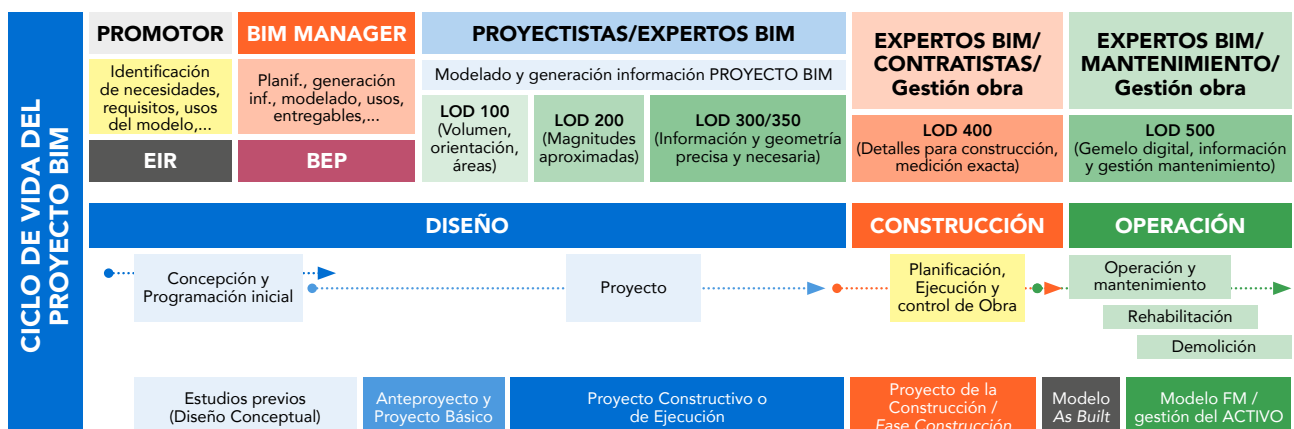 CICLO DE VIDA DEL
PROYECTO BIM
PROMOTOR
Identificación
de necesidades,
requisitos, usos
del modelo,...
EIR
BIM MANAGER
Planif., generación
inf., modelado, usos,
entregables,...
BEP
PROYECTISTAS/EXPERTOS BIM
Modelado y generación información PROYECTO BIM
LOD 100
(Volumen,
orientación,
áreas)
LOD 200
(Magnitudes
aproximadas)
LOD 300/350
(Información y geometría
precisa y necesaria)
EXPERTOS BIM/
CONTRATISTAS/
Gestión obra
LOD 400
(Detalles para construcción,
medición exacta)
EXPERTOS BIM/
MANTENIMIENTO/
Gestión obra
LOD 500
(Gemelo digital, información
y gestión mantenimiento)
DISEÑO
CONSTRUCCIÓN
OPERACIÓN
Concepción y
Programación inicial
Proyecto
Planificación,
Ejecución y
control de Obra
Operación y
mantenimiento
Rehabilitación
Demolición
Estudios previos
(Diseño Conceptual)
Anteproyecto y
Proyecto Básico
Proyecto Constructivo o
de Ejecución
Proyecto de la
Construcción /
Fase Construcción
Modelo
As Built
Modelo FM /
gestión del ACTIVO